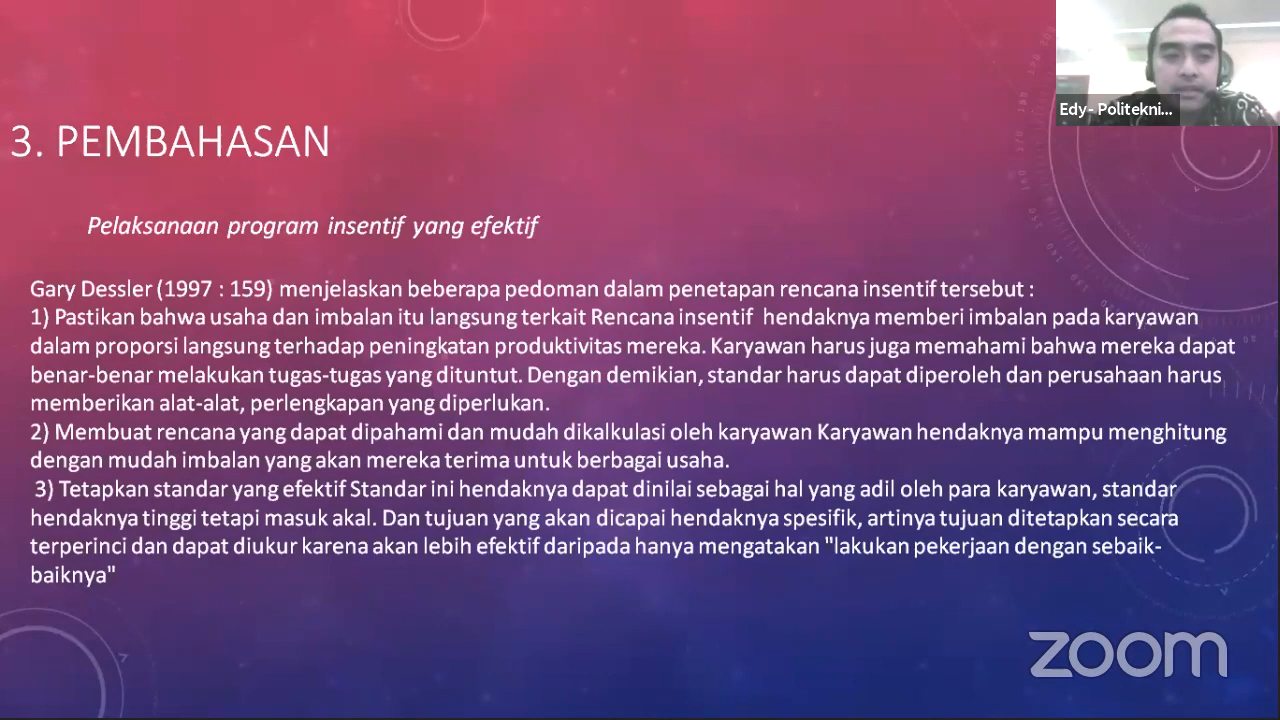 3. PEMBAHASAN
Edy- Politekni...
Pelaksanaan program insentif yang efektif
Gary Dessler (1997 : 159) menjelaskan beberapa pedoman dalam penetapan rencana insentif tersebut :
1) Pastikan bahwa usaha dan imbalan itu langsung terkait Rencana insentif hendaknya memberi imbalan pada karyawan
dalam proporsi langsung terhadap peningkatan produktivitas mereka. Karyawan harus juga memahami bahwa mereka dapat
benar-benar melakukan tugas-tugas yang dituntut. Dengan demikian, standar harus dapat diperoleh dan perusahaan harus
memberikan alat-alat, perlengkapan yang diperlukan.
2) Membuat rencana yang dapat dipahami dan mudah dikalkulasi oleh karyawan Karyawan hendaknya mampu menghitung
dengan mudah imbalan yang akan mereka terima untuk berbagai usaha.
3) Tetapkan standar yang efektif Standar ini hendaknya dapat dinilai sebagai hal yang adil oleh para karyawan, standar
hendaknya tinggi tetapi masuk akal. Dan tujuan yang akan dicapai hendaknya spesifik, artinya tujuan ditetapkan secara
terperinci dan dapat diukur karena akan lebih efektif daripada hanya mengatakan "lakukan pekerjaan dengan sebaik-
baiknya"
zoom